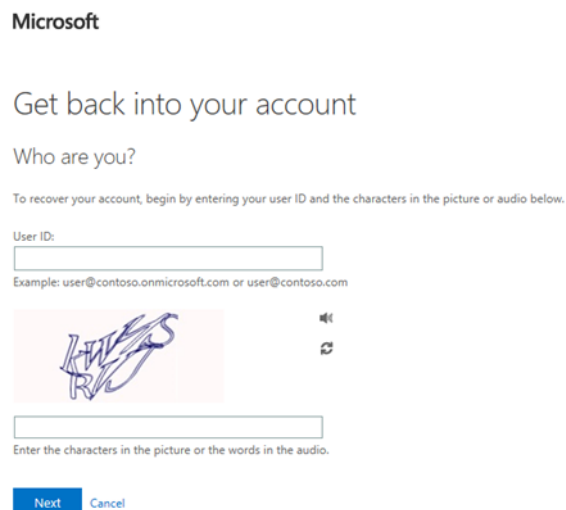 Microsoft
Get back into your account
Who are you?
To recover your account, begin by entering your user ID and the characters in the picture or audio below.
User ID:
Example: user@contoso.onmicrosoft.com or user@contoso.com
Enter the characters in the picture or the words in the audio.
Next Cancel